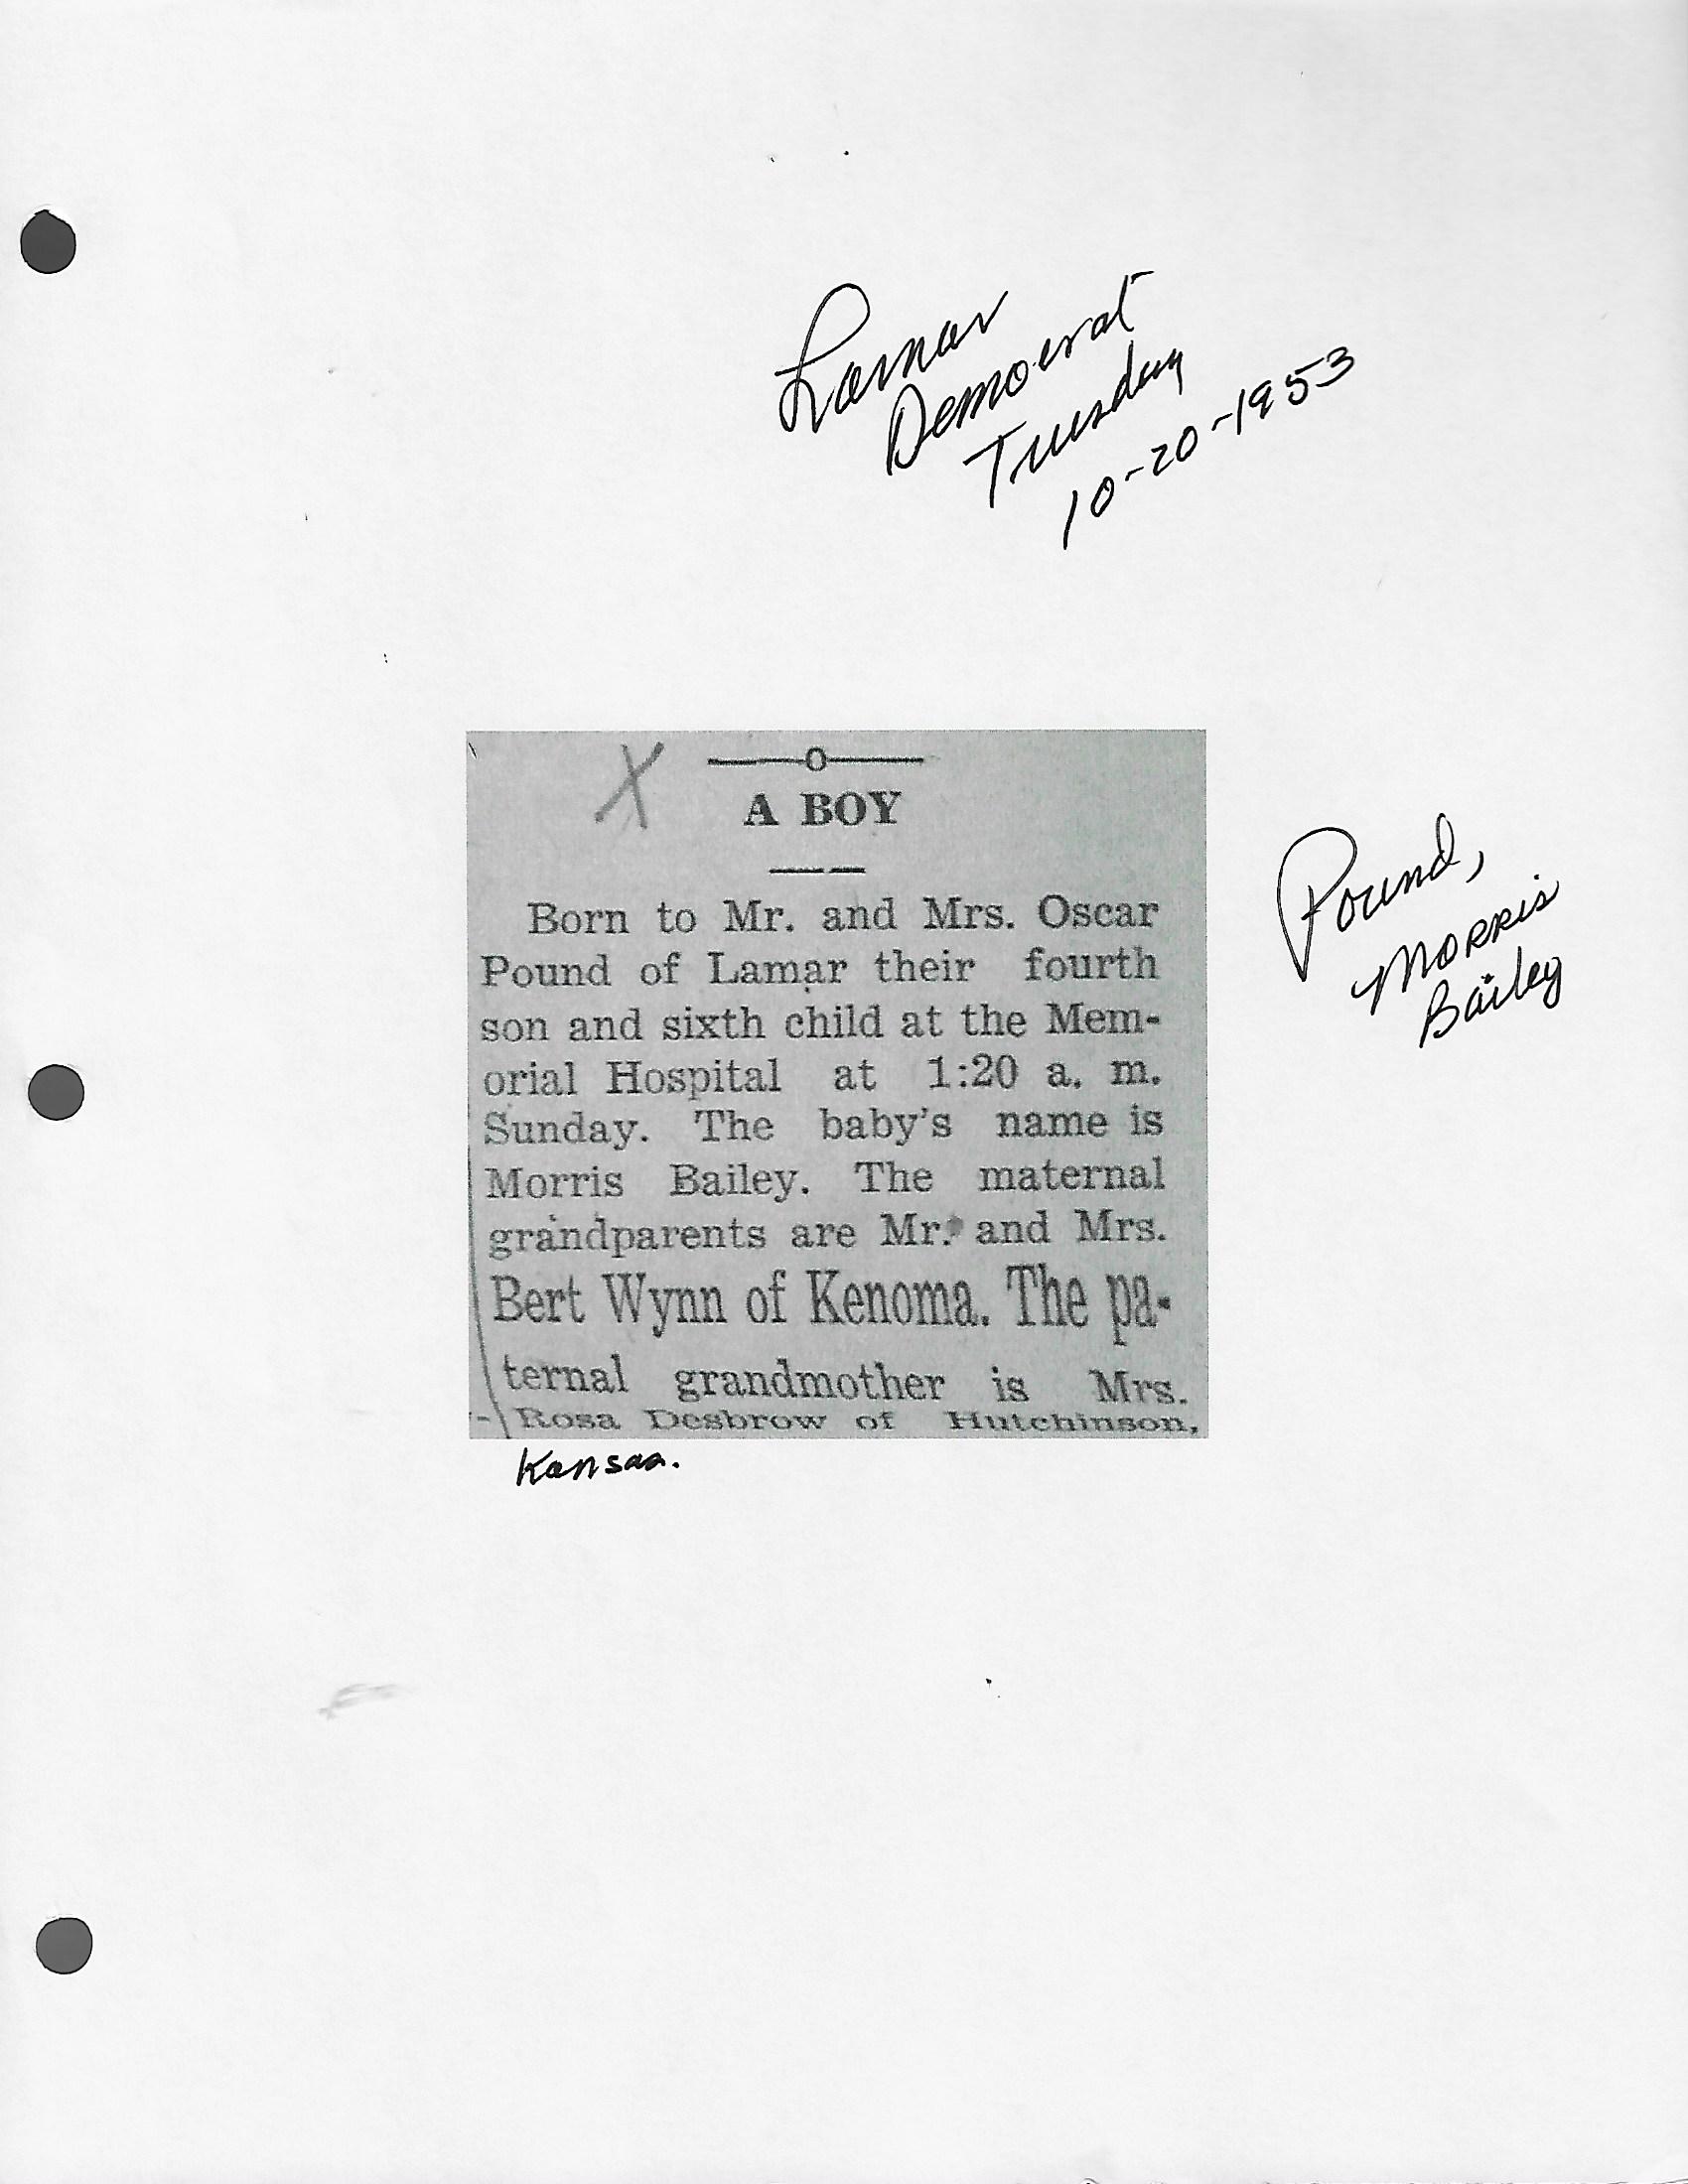 Lamar
Democrat
Tuesday
10-20-1953
X
A BOY
Born to Mr. and Mrs. Oscar
Pound of Lamar their fourth
son and sixth child at the Mem-
orial Hospital at 1:20 a. m.
Sunday. The baby's name is
Morris Bailey. The maternal
grandparents are Mr. and Mrs.
Bert Wynn of Kenoma. The pa-
ternal grandmother is Mrs.
Rosa Desbrow of Hutchinson,
Kansas.
Pound,
Morris
Bailey